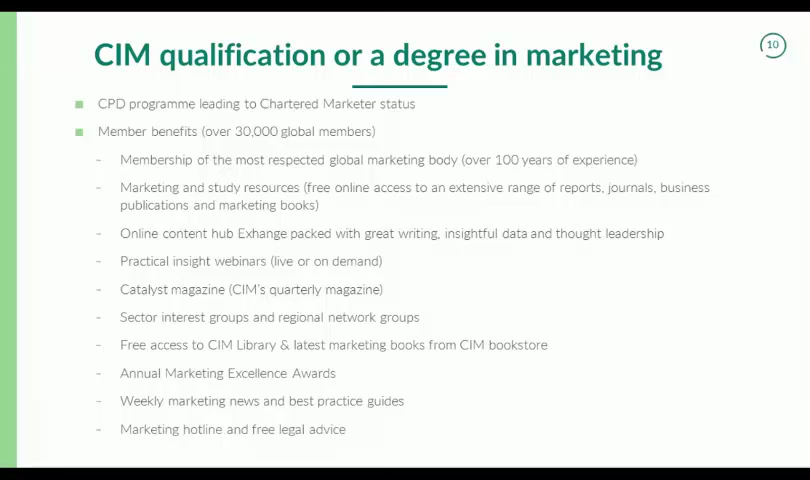 CIM qualification or a degree in marketing
10
CPD programme leading to Chartered Marketer status
Member benefits (over 30,000 global members)
- Membership of the most respected global marketing body (over 100 years of experience)
- Marketing and study resources (free online access to an extensive range of reports, journals, business
publications and marketing books)
- Online content hub Exhange packed with great writing, insightful data and thought leadership
- Practical insight webinars (live or on demand)
- Catalyst magazine (CIM's quarterly magazine)
- Sector interest groups and regional network groups
- Free access to CIM Library & latest marketing books from CIM bookstore
- Annual Marketing Excellence Awards
- Weekly marketing news and best practice guides
- Marketing hotline and free legal advice